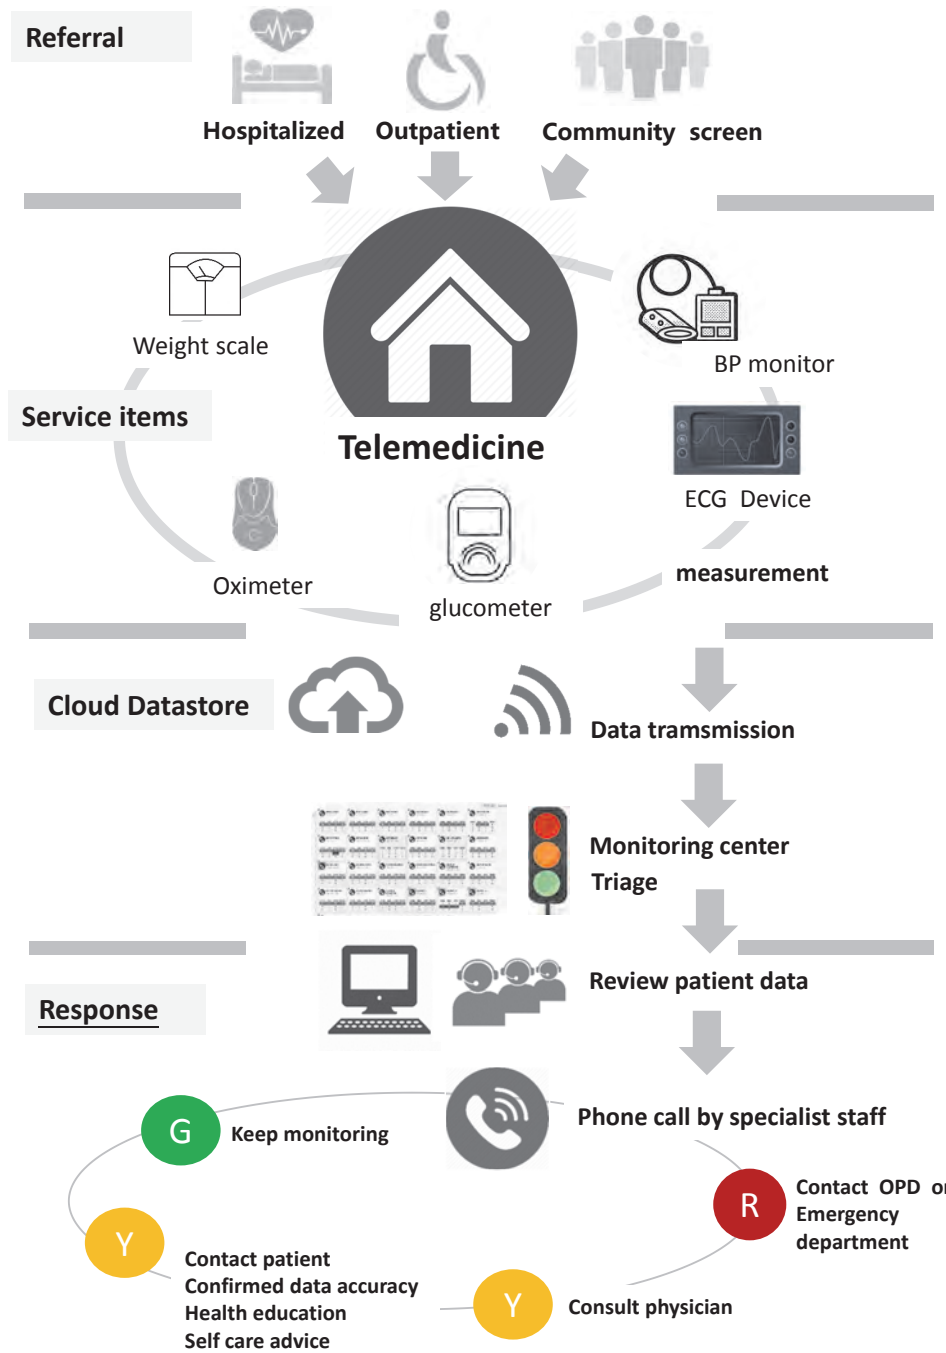 Referral
Hospitalized Outpatient Community screen
Weight scale
BP monitor
Service items
Telemedicine
ECG Device
Oximeter
glucometer
measurement
Cloud Datastore
Data tramsmission
Monitoring center
Triage
Review patient data
Response
Phone call by specialist staff
G
Keep monitoring
R
Contact OPD or
Emergency
department
Y
Contact patient
Confirmed data accuracy
Health education
Self care advice
Y
Consult physician